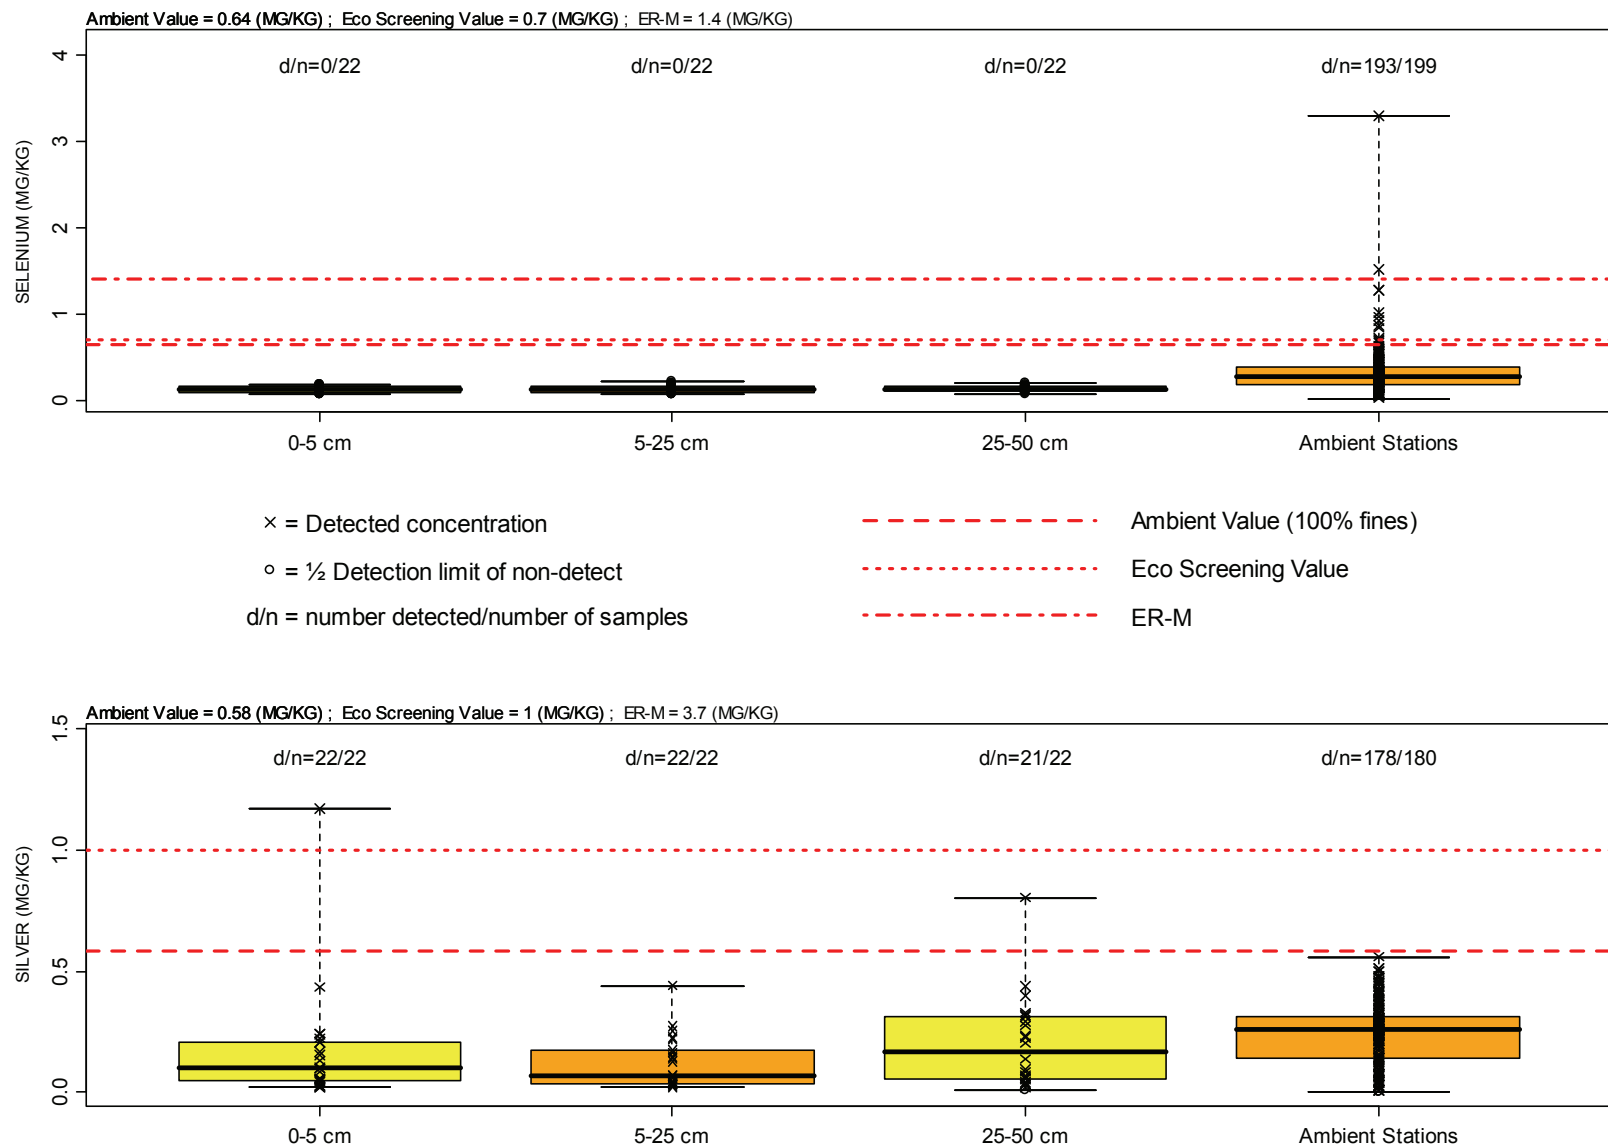 Ambient Value = 0.64 (MG/KG) ; Eco Screening Value = 0.7 (MG/KG) ; ER-M = 1.4 (MG/KG)
d/n=0/22 d/n=0/22 d/n=0/22 d/n=193/199
SELENIUM (MG/KG)
4
3
2
1
0
0-5 cm 5-25 cm 25-50 cm Ambient Stations
× = Detected concentration
○ = ½ Detection limit of non-detect
d/n = number detected/number of samples
Ambient Value (100% fines)
Eco Screening Value
ER-M
Ambient Value = 0.58 (MG/KG) ; Eco Screening Value = 1 (MG/KG) ; ER-M = 3.7 (MG/KG)
d/n=22/22 d/n=22/22 d/n=21/22 d/n=178/180
SILVER (MG/KG)
1.5
1.0
0.5
0.0
0-5 cm 5-25 cm 25-50 cm Ambient Stations